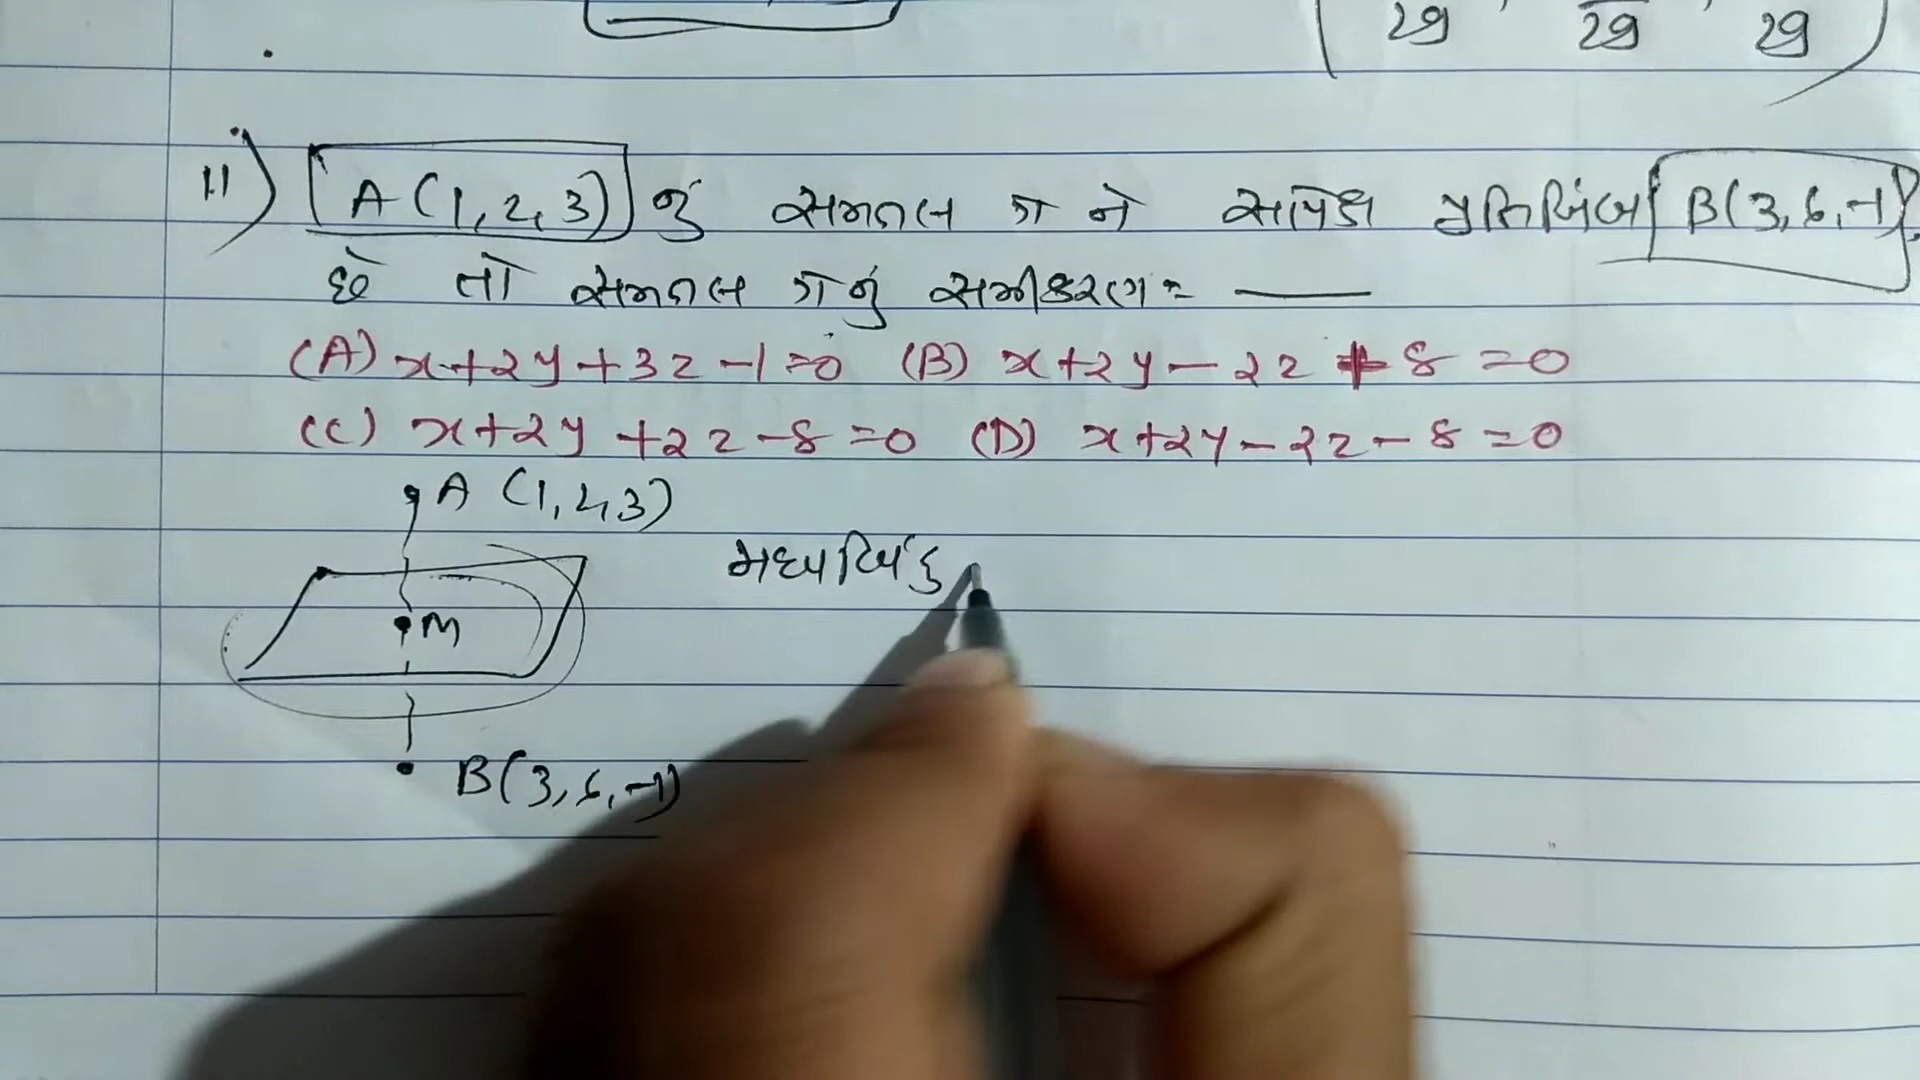 29 , 29 , 29
11) A (1, 2, 3) નું સમતલ π ને સાપેક્ષ પ્રતિબિંબ B(3, 6, -1)
છે તો સમતલ π નું સમીકરણ = ____
(A) x+2y+3z-1=0 (B) x+2y-2z+8=0
(C) x+2y+2z-8=0 (D) x+2y-2z-8=0
A (1, 2, 3)
મધ્યબિંદુ
M
B(3, 6, -1)